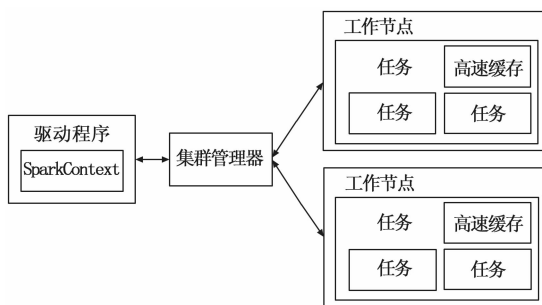 驱动程序
SparkContext
集群管理器
工作节点
任务 高速缓存
任务 任务
工作节点
任务 高速缓存
任务 任务